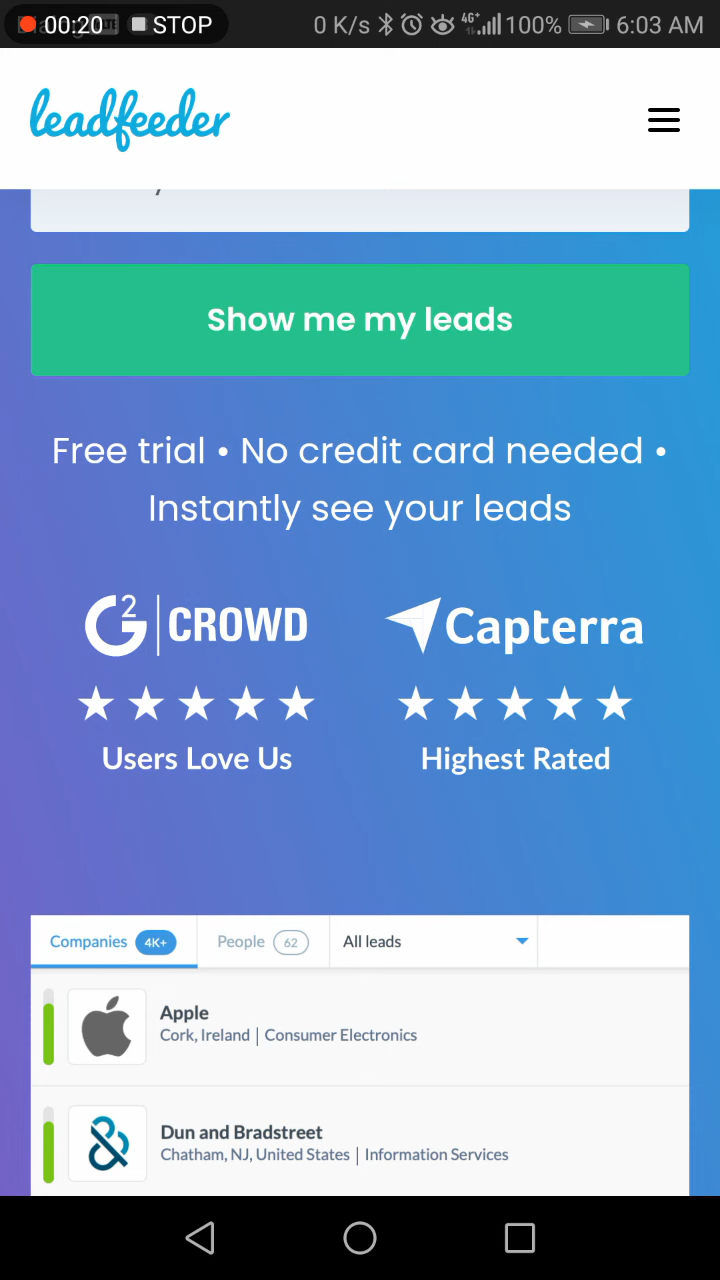 00:20 STOP 0 K/s 4G+ 100% 6:03 AM
leadfeeder
Show me my leads
Free trial • No credit card needed •
Instantly see your leads
G2 | CROWD Capterra
★ ★ ★ ★ ★ ★ ★ ★ ★ ★
Users Love Us Highest Rated
Companies 4K+ People 62 All leads
Apple
Cork, Ireland | Consumer Electronics
Dun and Bradstreet
Chatham, NJ, United States | Information Services